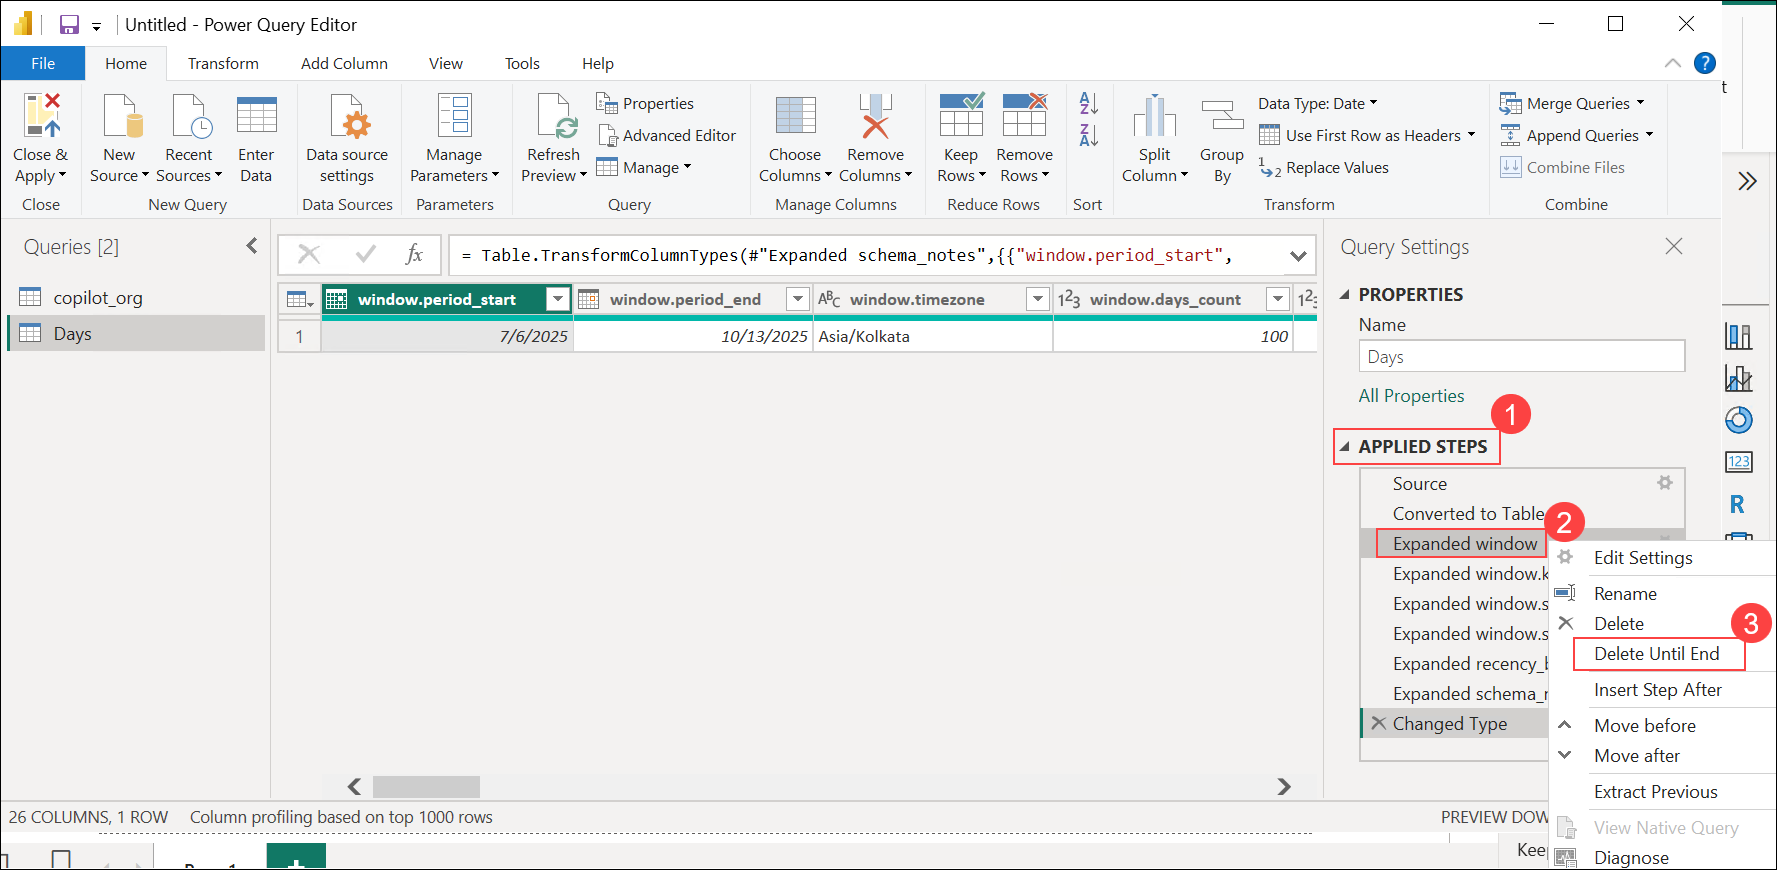 Untitled - Power Query Editor
File Home Transform Add Column View Tools Help
Close & Apply
Close
New Source
Recent Sources
Enter Data
New Query
Data source settings
Data Sources
Manage Parameters
Parameters
Refresh Preview
Properties
Advanced Editor
Manage
Query
Choose Columns
Remove Columns
Manage Columns
Keep Rows
Remove Rows
Reduce Rows
Sort
Split Column
Group By
Data Type: Date
Use First Row as Headers
Replace Values
Transform
Merge Queries
Append Queries
Combine Files
Combine
Queries [2]
copilot_org
Days
fx
= Table.TransformColumnTypes(#"Expanded schema_notes",{{"window.period_start",
window.period_start window.period_end window.timezone window.days_count
1 7/6/2025 10/13/2025 Asia/Kolkata 100
Query Settings
PROPERTIES
Name
Days
All Properties
1
APPLIED STEPS
Source
Converted to Table
2
Expanded window
Expanded window.k
Expanded window.s
Expanded window.s
Expanded recency_b
Expanded schema_n
Changed Type
Edit Settings
Rename
Delete
3
Delete Until End
Insert Step After
Move before
Move after
Extract Previous
View Native Query
Diagnose
123
R
26 COLUMNS, 1 ROW Column profiling based on top 1000 rows
PREVIEW DOW
Keep